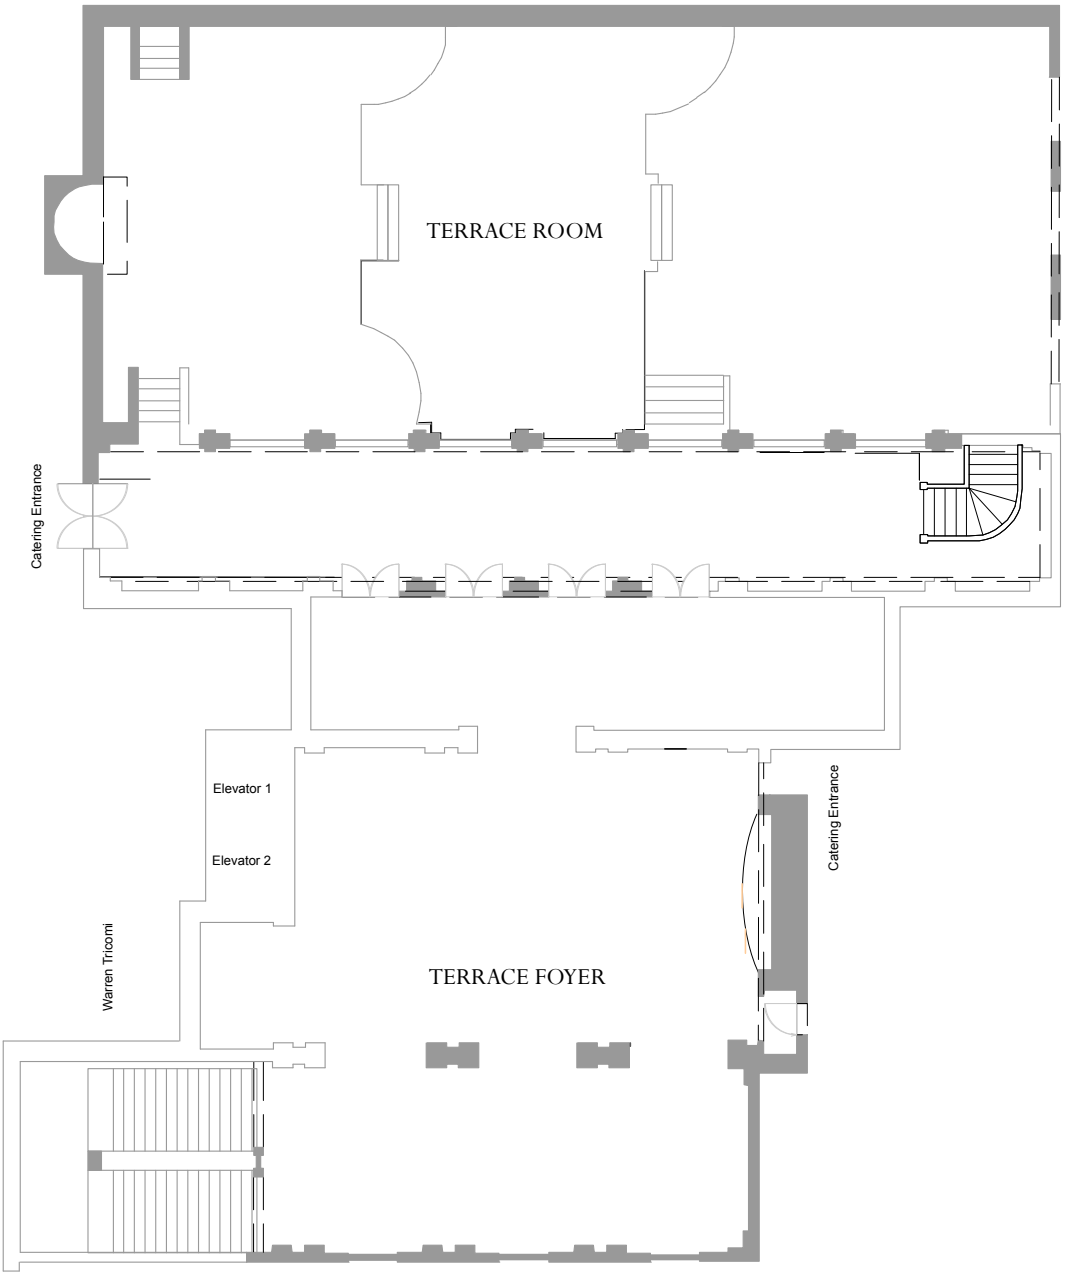 TERRACE ROOM
Catering Entrance
Elevator 1
Catering Entrance
Elevator 2
Warren Tricomi
TERRACE FOYER